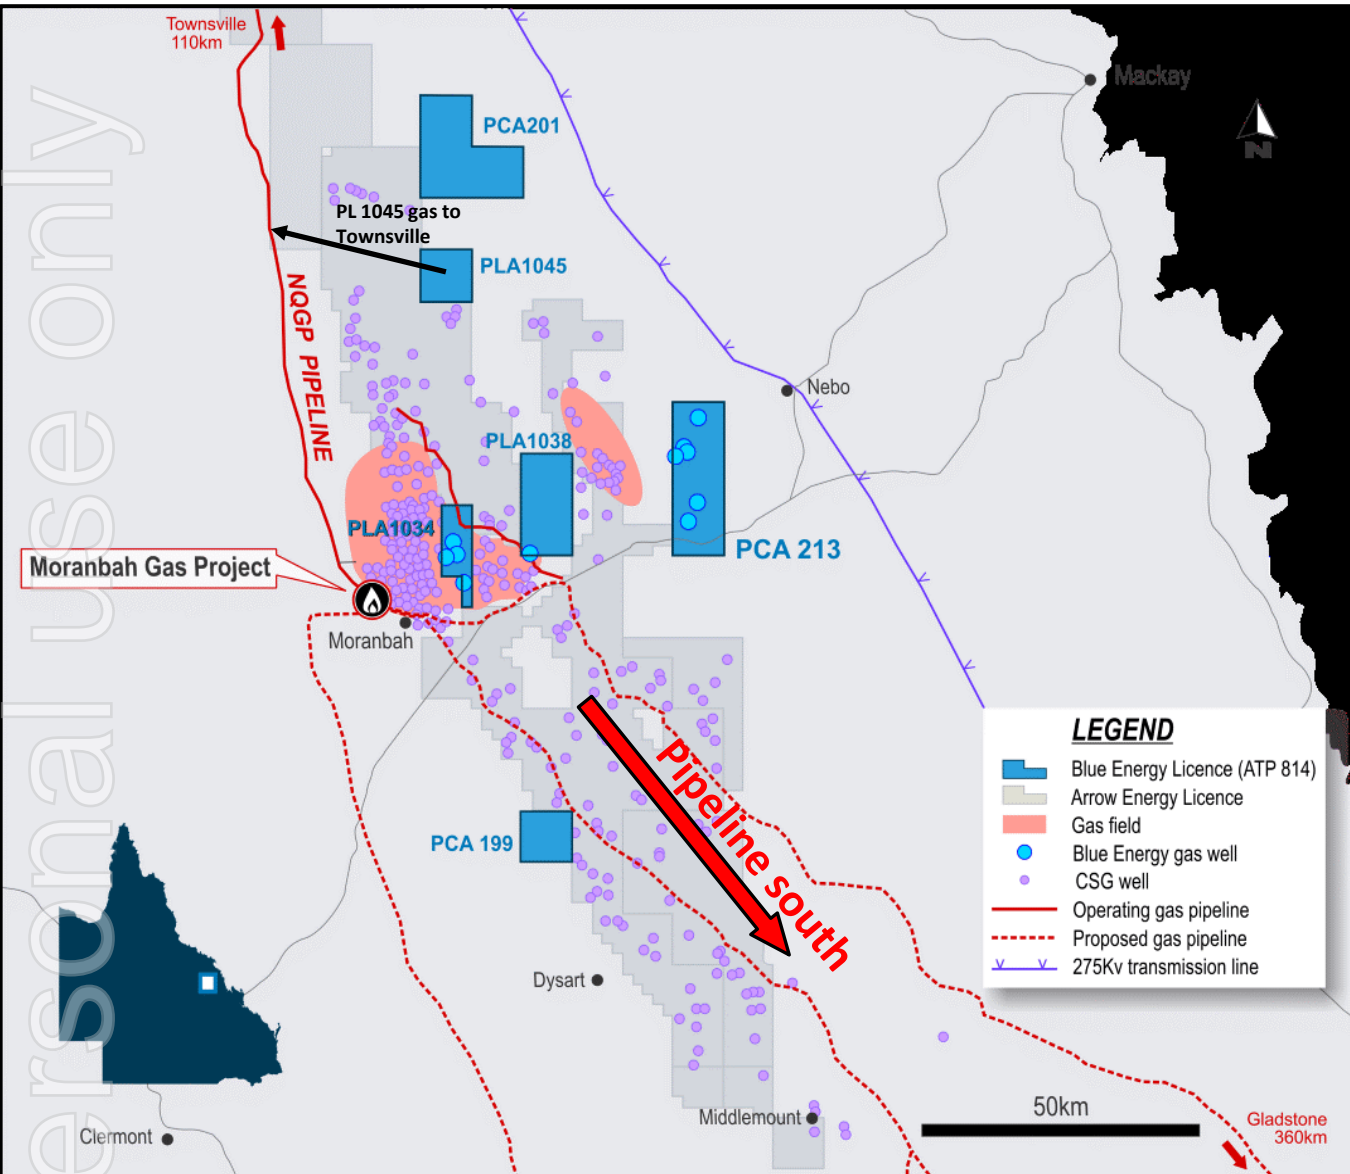 Townsville
110km
Mackay
N
PCA201
PL 1045 gas to
Townsville
PLA1045
NQGP PIPELINE
Nebo
PLA1038
PLA1034
PCA 213
Moranbah Gas Project
Moranbah
Pipeline south
PCA 199
Dysart
Middlemount
Clermont
50km
Gladstone
360km
LEGEND
Blue Energy Licence (ATP 814)
Arrow Energy Licence
Gas field
Blue Energy gas well
CSG well
Operating gas pipeline
Proposed gas pipeline
275Kv transmission line
ersonal use only